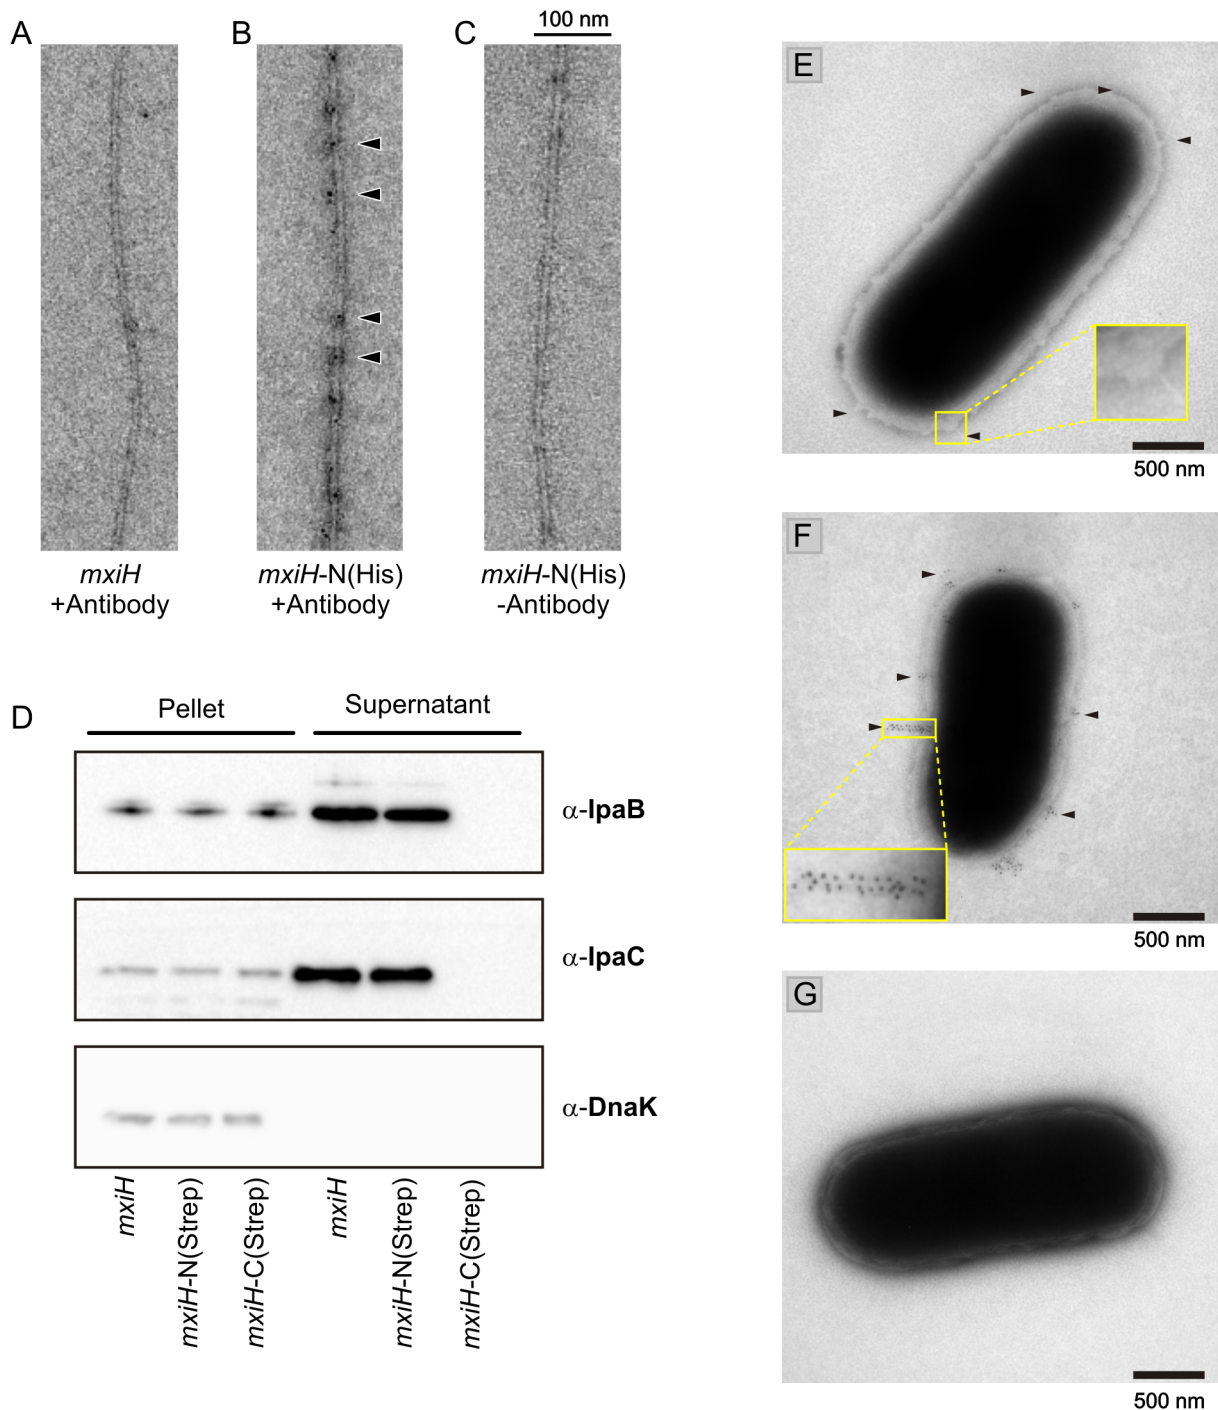 A
B
C
100 nm
mxiH
+Antibody
mxiH-N(His)
+Antibody
mxiH-N(His)
-Antibody
D
Pellet
Supernatant
α-IpaB
α-IpaC
α-DnaK
mxiH
mxiH-N(Strep)
mxiH-C(Strep)
mxiH
mxiH-N(Strep)
mxiH-C(Strep)
E
500 nm
F
500 nm
G
500 nm